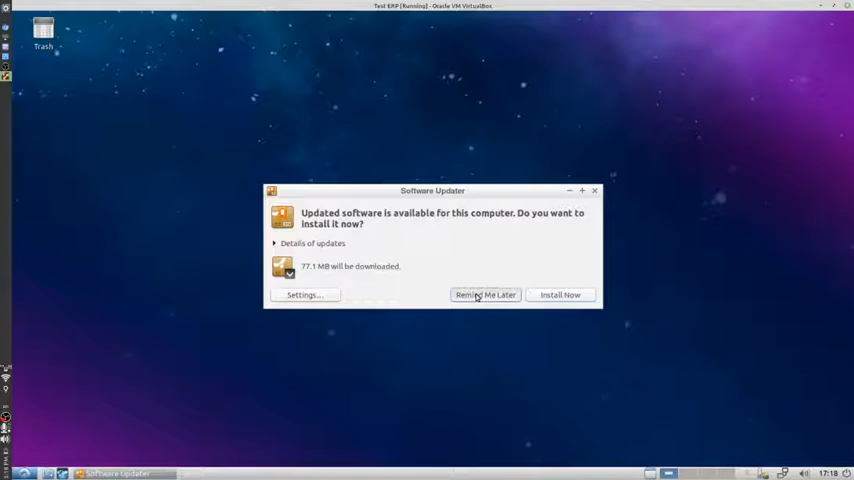 Test ERP [Running] - Oracle VM VirtualBox
Trash
Software Updater
Updated software is available for this computer. Do you want to
install it now?
Details of updates
77.1 MB will be downloaded.
Settings...
Remind Me Later
Install Now
Software Updater
17:18